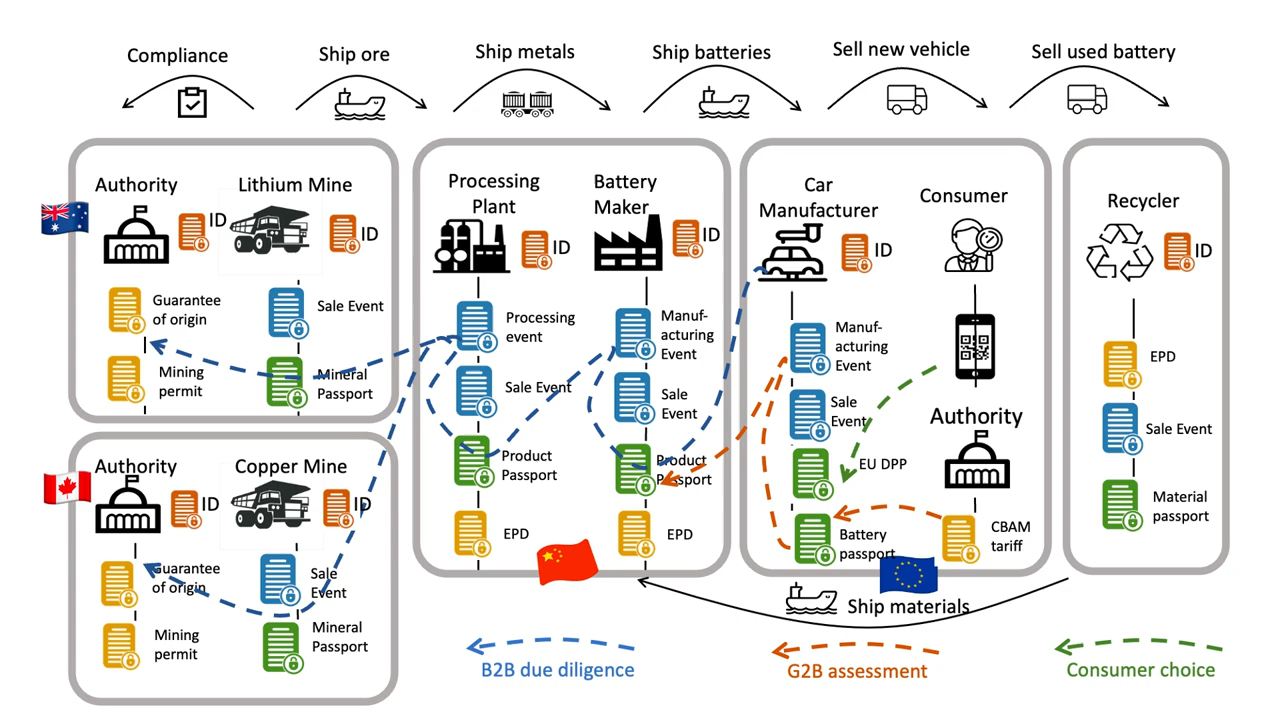 Compliance
Ship ore
Ship metals
Ship batteries
Sell new vehicle
Sell used battery
Authority
Lithium Mine
ID
ID
Guarantee
of origin
Sale Event
Mining
permit
Mineral
Passport
Authority
Copper Mine
ID
ID
Guarantee
of origin
Sale
Event
Mining
permit
Mineral
Passport
Processing
Plant
ID
Processing
event
Sale Event
Product
Passport
EPD
Battery
Maker
ID
Manuf-
acturing
Event
Sale
Event
Product
Passport
EPD
Car
Manufacturer
ID
Manuf-
acturing
Event
Sale
Event
EU DPP
Battery
passport
Consumer
Authority
CBAM
tariff
Recycler
ID
EPD
Sale Event
Material
passport
Ship materials
B2B due diligence
G2B assessment
Consumer choice